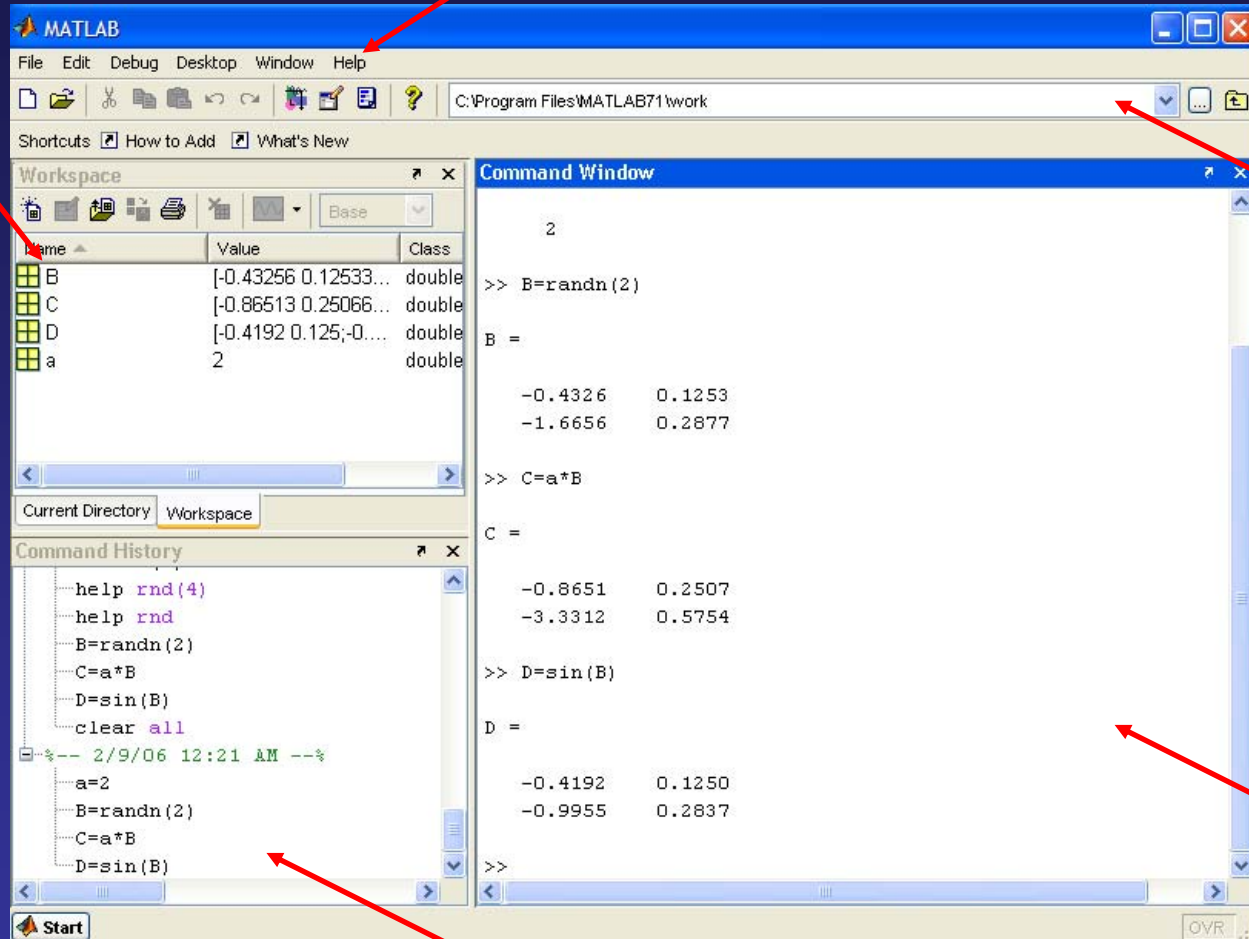 MATLAB
File Edit Debug Desktop Window Help
C:\Program Files\MATLAB71\work
Shortcuts How to Add What's New
Workspace
Base
Name Value Class
B [-0.43256 0.12533... double
C [-0.86513 0.25066... double
D [-0.4192 0.125;-0.... double
a 2 double
Current Directory Workspace
Command History
help rnd(4)
help rnd
B=randn(2)
C=a*B
D=sin(B)
clear all
%-- 2/9/06 12:21 AM --%
a=2
B=randn(2)
C=a*B
D=sin(B)
Command Window
2
>> B=randn(2)
B =
-0.4326 0.1253
-1.6656 0.2877
>> C=a*B
C =
-0.8651 0.2507
-3.3312 0.5754
>> D=sin(B)
D =
-0.4192 0.1250
-0.9955 0.2837
>>
Start
OVR